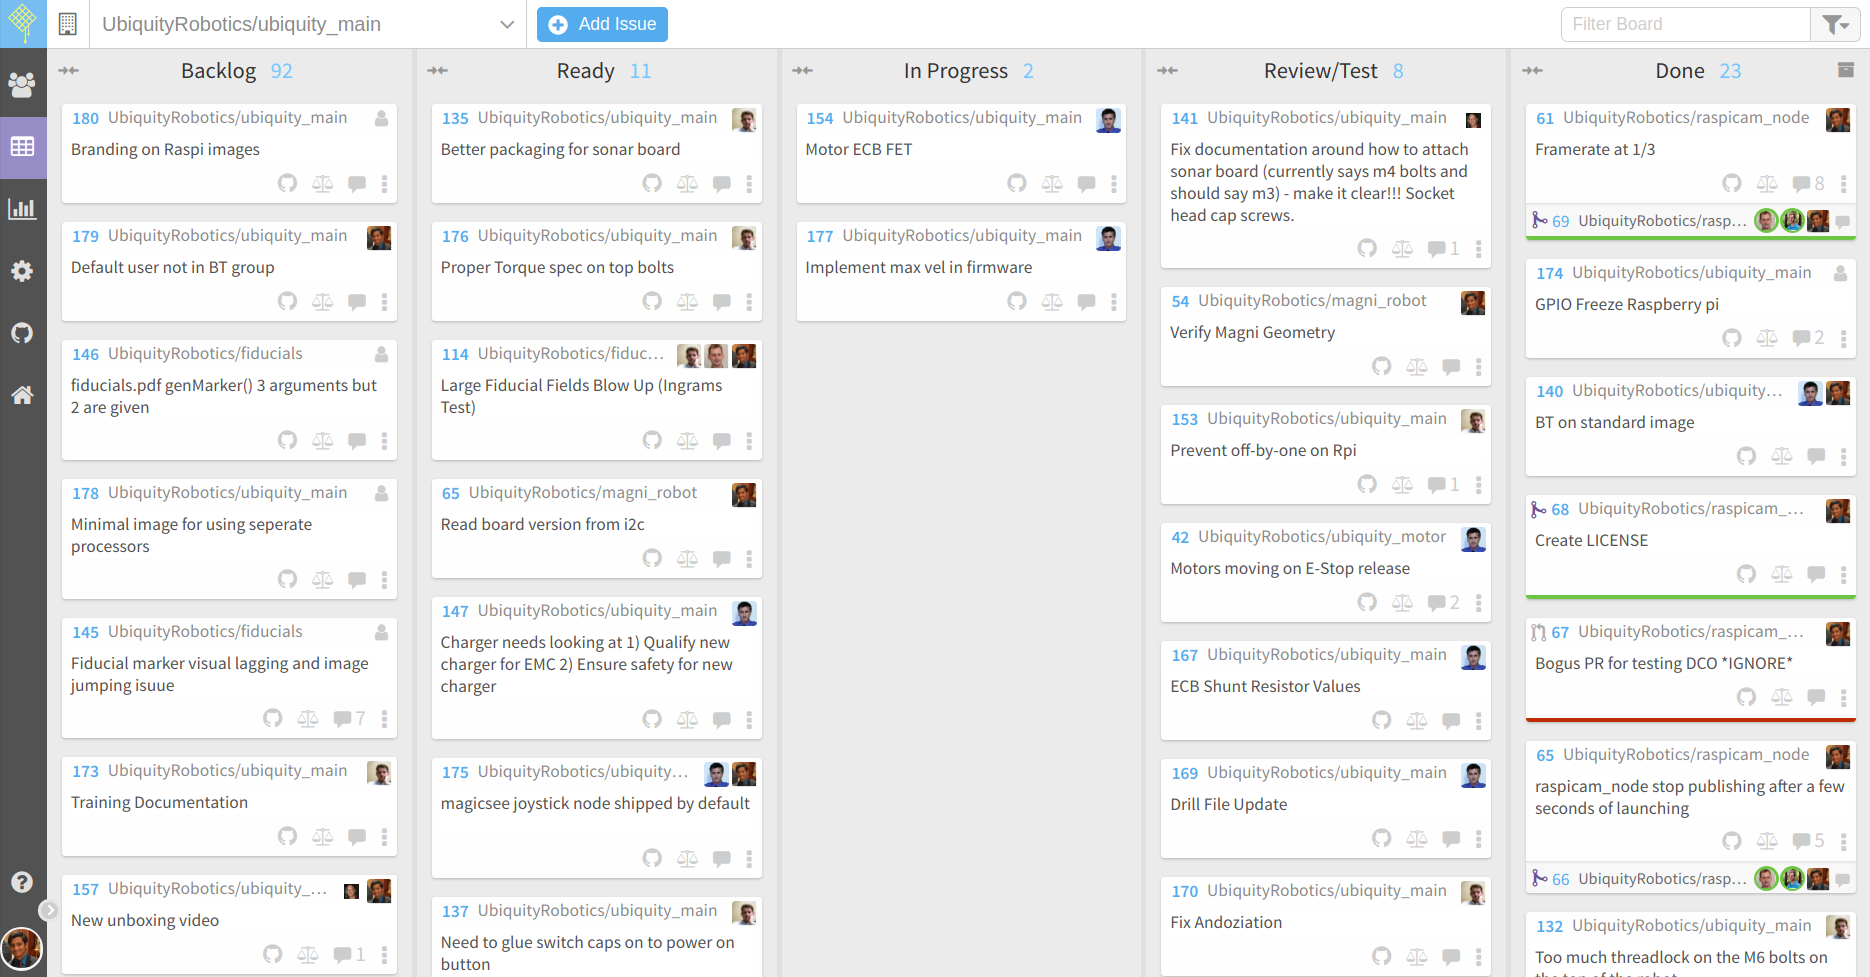 UbiquityRobotics/ubiquity_main
Add Issue
Filter Board
Backlog 92
180 UbiquityRobotics/ubiquity_main
Branding on Raspi images
179 UbiquityRobotics/ubiquity_main
Default user not in BT group
146 UbiquityRobotics/fiducials
fiducials.pdf genMarker() 3 arguments but
2 are given
178 UbiquityRobotics/ubiquity_main
Minimal image for using seperate
processors
145 UbiquityRobotics/fiducials
Fiducial marker visual lagging and image
jumping isuue
7
173 UbiquityRobotics/ubiquity_main
Training Documentation
157 UbiquityRobotics/ubiquity_...
New unboxing video
1
Ready 11
135 UbiquityRobotics/ubiquity_main
Better packaging for sonar board
176 UbiquityRobotics/ubiquity_main
Proper Torque spec on top bolts
114 UbiquityRobotics/fiduc...
Large Fiducial Fields Blow Up (Ingrams
Test)
65 UbiquityRobotics/magni_robot
Read board version from i2c
147 UbiquityRobotics/ubiquity_main
Charger needs looking at 1) Qualify new
charger for EMC 2) Ensure safety for new
charger
175 UbiquityRobotics/ubiquity...
magicsee joystick node shipped by default
137 UbiquityRobotics/ubiquity_main
Need to glue switch caps on to power on
button
In Progress 2
154 UbiquityRobotics/ubiquity_main
Motor ECB FET
177 UbiquityRobotics/ubiquity_main
Implement max vel in firmware
Review/Test 8
141 UbiquityRobotics/ubiquity_main
Fix documentation around how to attach
sonar board (currently says m4 bolts and
should say m3) - make it clear!!! Socket
head cap screws.
1
54 UbiquityRobotics/magni_robot
Verify Magni Geometry
153 UbiquityRobotics/ubiquity_main
Prevent off-by-one on Rpi
1
42 UbiquityRobotics/ubiquity_motor
Motors moving on E-Stop release
2
167 UbiquityRobotics/ubiquity_main
ECB Shunt Resistor Values
169 UbiquityRobotics/ubiquity_main
Drill File Update
170 UbiquityRobotics/ubiquity_main
Fix Andoziation
Done 23
61 UbiquityRobotics/raspicam_node
Framerate at 1/3
8
69 UbiquityRobotics/rasp...
174 UbiquityRobotics/ubiquity_main
GPIO Freeze Raspberry pi
2
140 UbiquityRobotics/ubiquity...
BT on standard image
68 UbiquityRobotics/raspicam_...
Create LICENSE
67 UbiquityRobotics/raspicam_...
Bogus PR for testing DCO *IGNORE*
65 UbiquityRobotics/raspicam_node
raspicam_node stop publishing after a few
seconds of launching
5
66 UbiquityRobotics/rasp...
132 UbiquityRobotics/ubiquity_main
Too much threadlock on the M6 bolts on